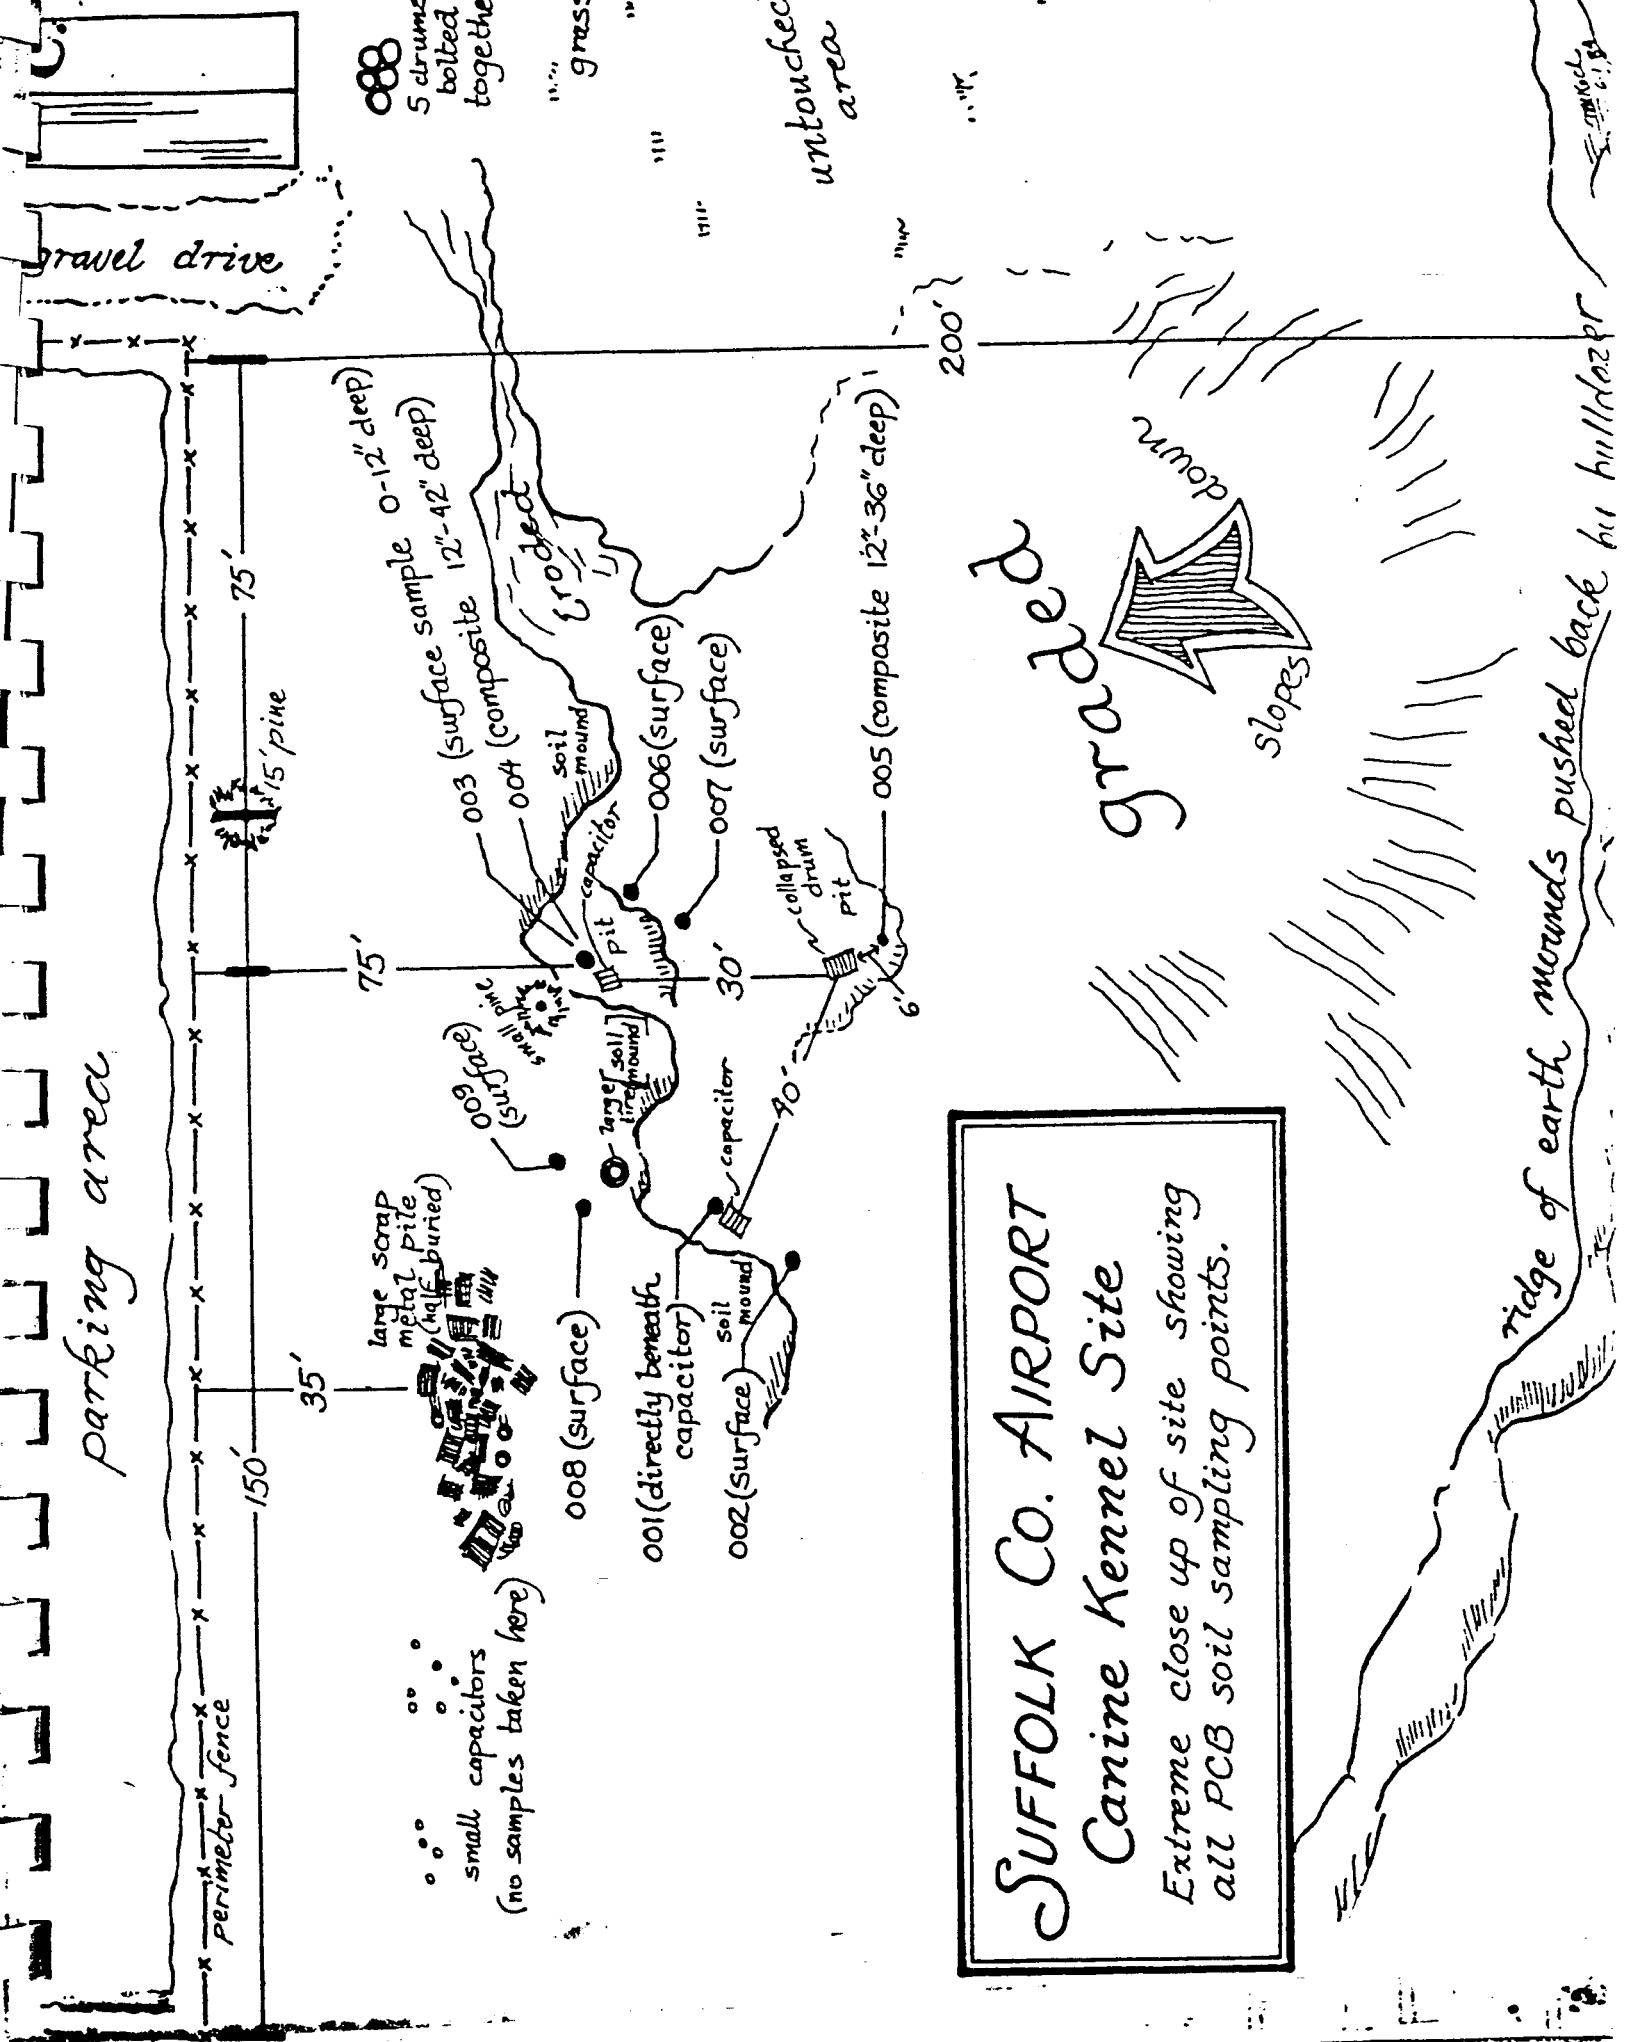 parking area
gravel drive
perimeter fence
150'
75'
15' pine
35'
75'
200'
5 drums
bolted
grass
area
large scrap
metal pile
(half buried)
small capacitors
(no samples taken here)
009
(surface)
small pine
003 (surface sample 0-12" deep)
004 (composite 12"-42" deep)
Eroded
soil
mound
capacitor
pit
006 (surface)
007 (surface)
large
tire
soil
mound
30'
collapsed
drum
pit
005 (composite 12"-36" deep)
6'
40'
capacitor
008 (surface)
001 (directly beneath
capacitor)
002 (surface)
soil
mound
graded
slopes
down
SUFFOLK CO. AIRPORT
Canine Kennel Site
Extreme close up of site showing
all PCB soil sampling points.
ridge of earth mounds pushed back by bulldozer